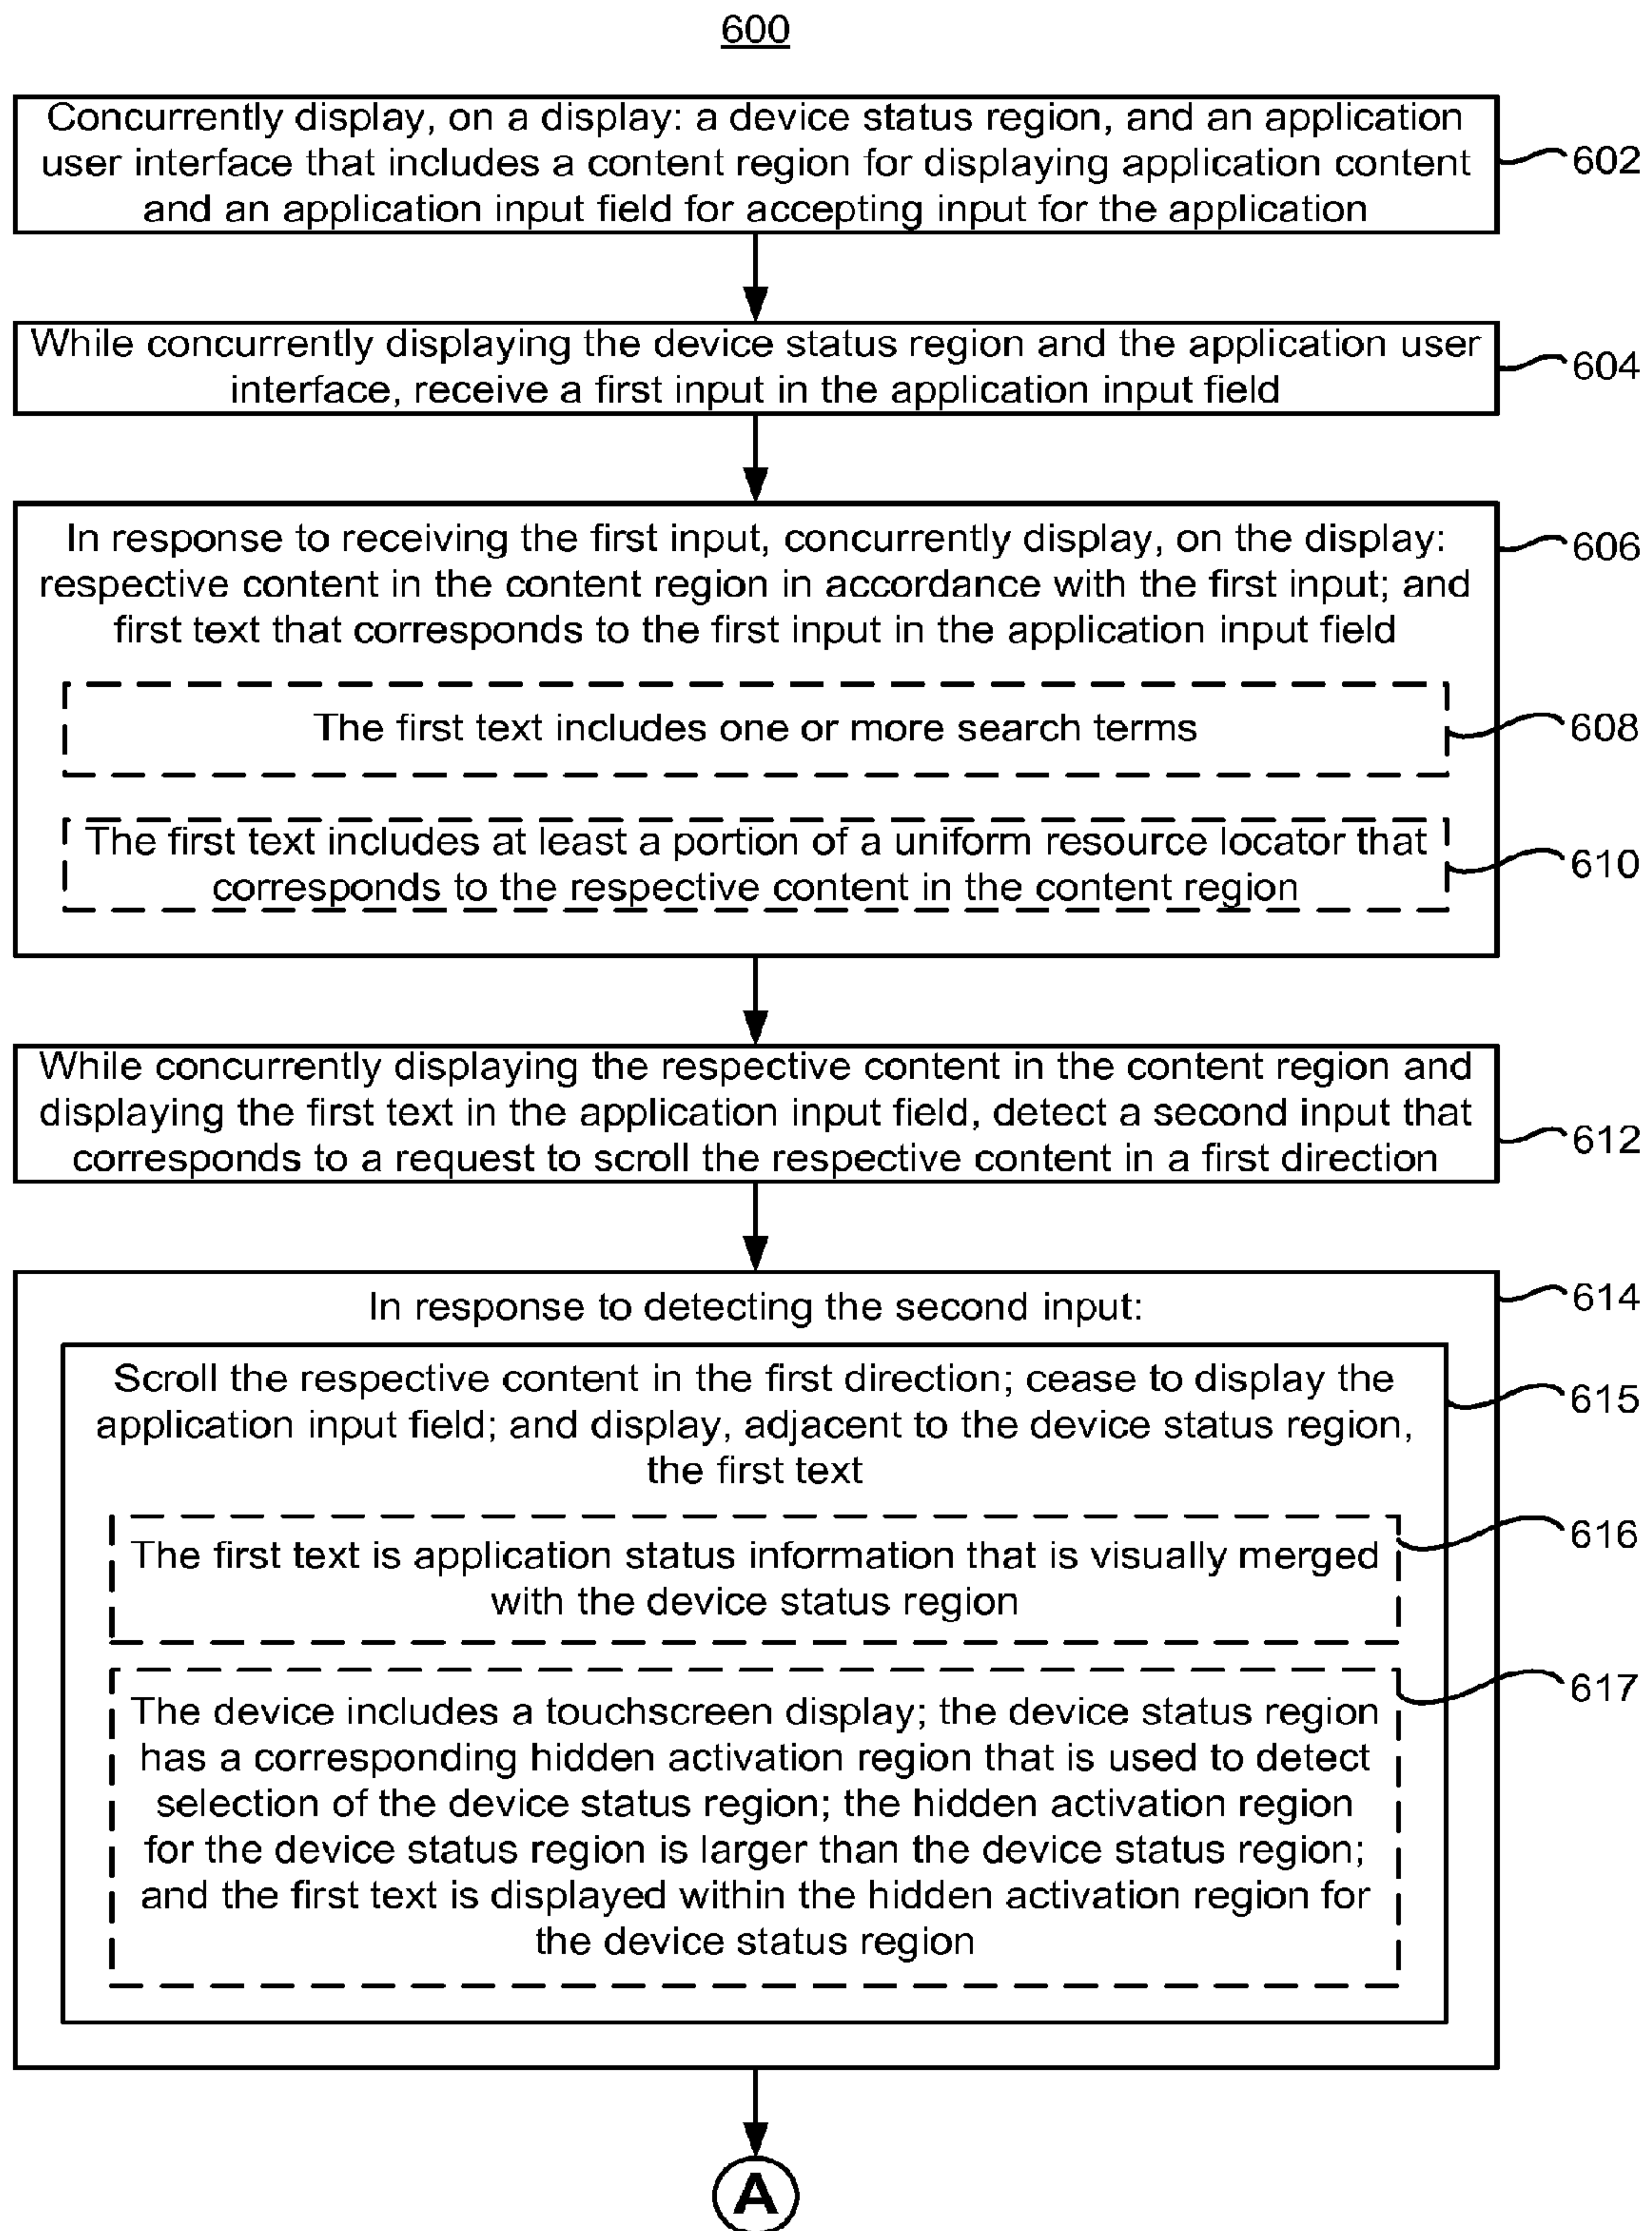 600
Concurrently display, on a display: a device status region, and an application
user interface that includes a content region for displaying application content
and an application input field for accepting input for the application
602
While concurrently displaying the device status region and the application user
interface, receive a first input in the application input field
604
In response to receiving the first input, concurrently display, on the display:
respective content in the content region in accordance with the first input; and
first text that corresponds to the first input in the application input field
606
The first text includes one or more search terms
608
The first text includes at least a portion of a uniform resource locator that
corresponds to the respective content in the content region
610
While concurrently displaying the respective content in the content region and
displaying the first text in the application input field, detect a second input that
corresponds to a request to scroll the respective content in a first direction
612
In response to detecting the second input:
614
Scroll the respective content in the first direction; cease to display the
application input field; and display, adjacent to the device status region,
the first text
615
The first text is application status information that is visually merged
with the device status region
616
The device includes a touchscreen display; the device status region
has a corresponding hidden activation region that is used to detect
selection of the device status region; the hidden activation region
for the device status region is larger than the device status region;
and the first text is displayed within the hidden activation region for
the device status region
617
A